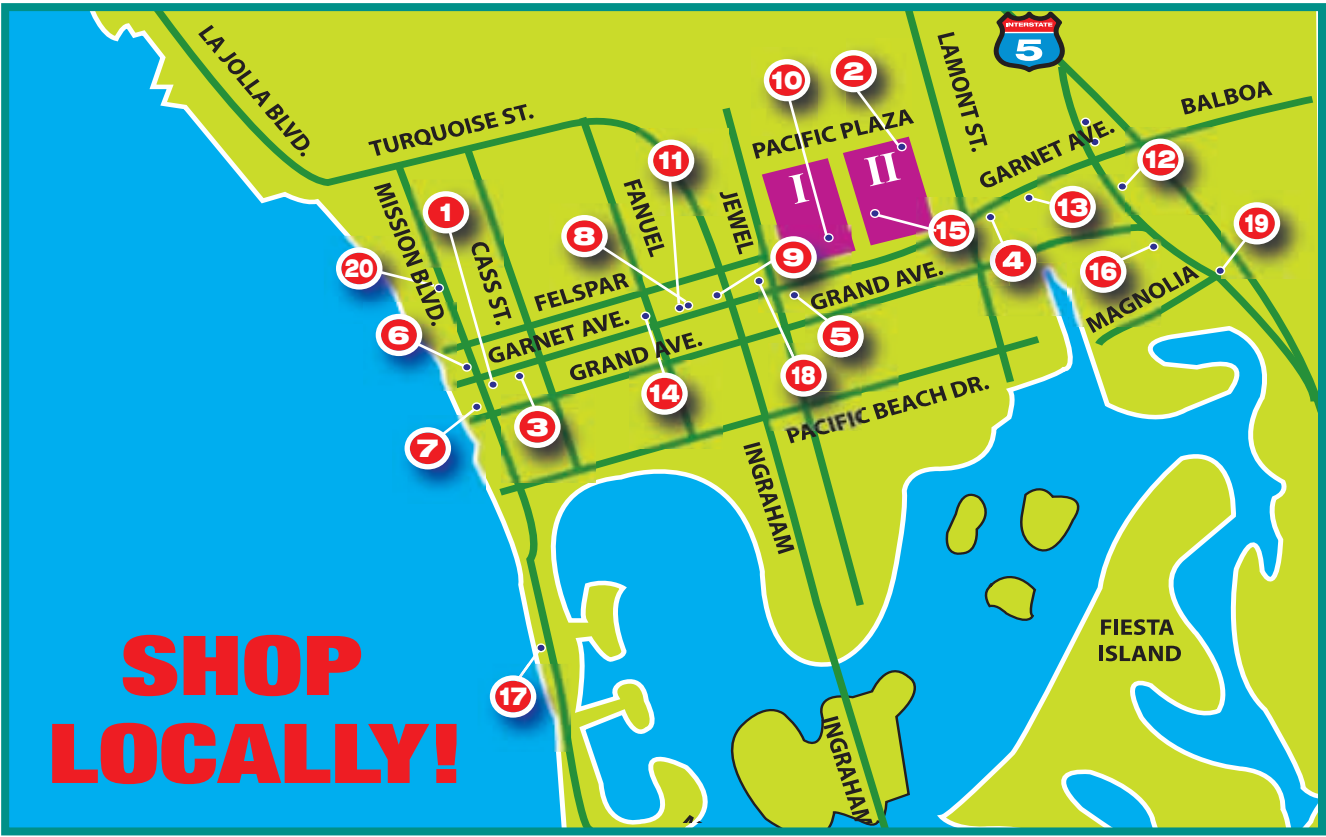 INTERSTATE
5
LA JOLLA BLVD.
TURQUOISE ST.
LAMONT ST.
BALBOA
10
2
PACIFIC PLAZA
GARNET AVE.
I
II
11
12
MISSION BLVD.
1
CASS ST.
FANUEL
JEWEL
13
15
19
8
9
4
16
20
FELSPAR
GRAND AVE.
MAGNOLIA
6
GARNET AVE.
5
GRAND AVE.
18
14
3
7
PACIFIC BEACH DR.
INGRAHAM
17
FIESTA
ISLAND
INGRAHAM
SHOP
LOCALLY!